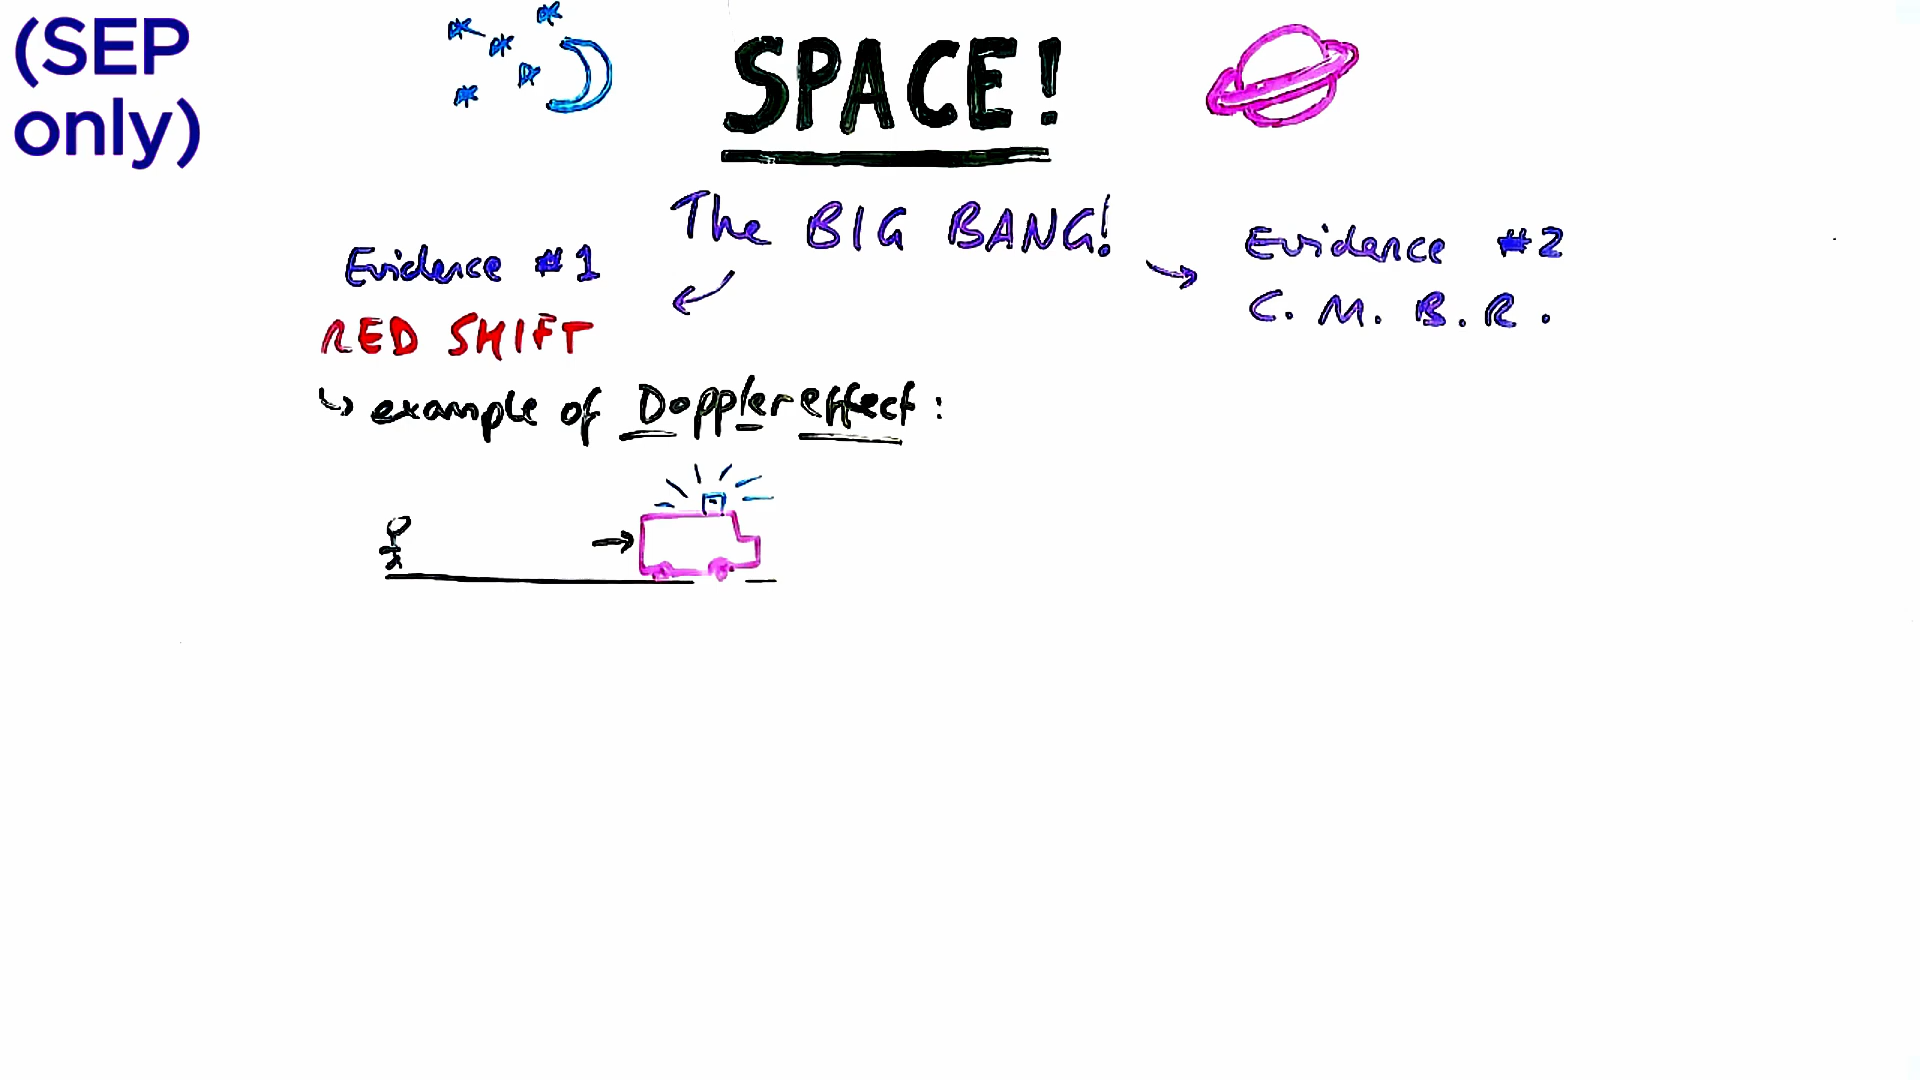 (SEP
only)
SPACE!
The BIG BANG!
Evidence #1
RED SHIFT
↳ example of Doppler effect:
Evidence #2
C. M. B. R.